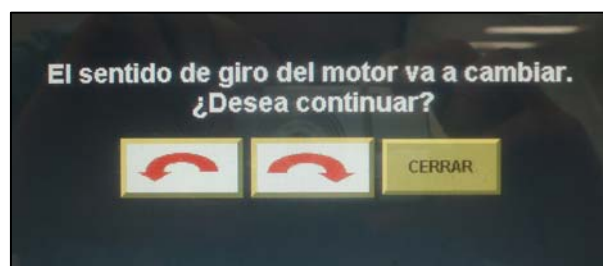 El sentido de giro del motor va a cambiar.
¿Desea continuar?
CERRAR